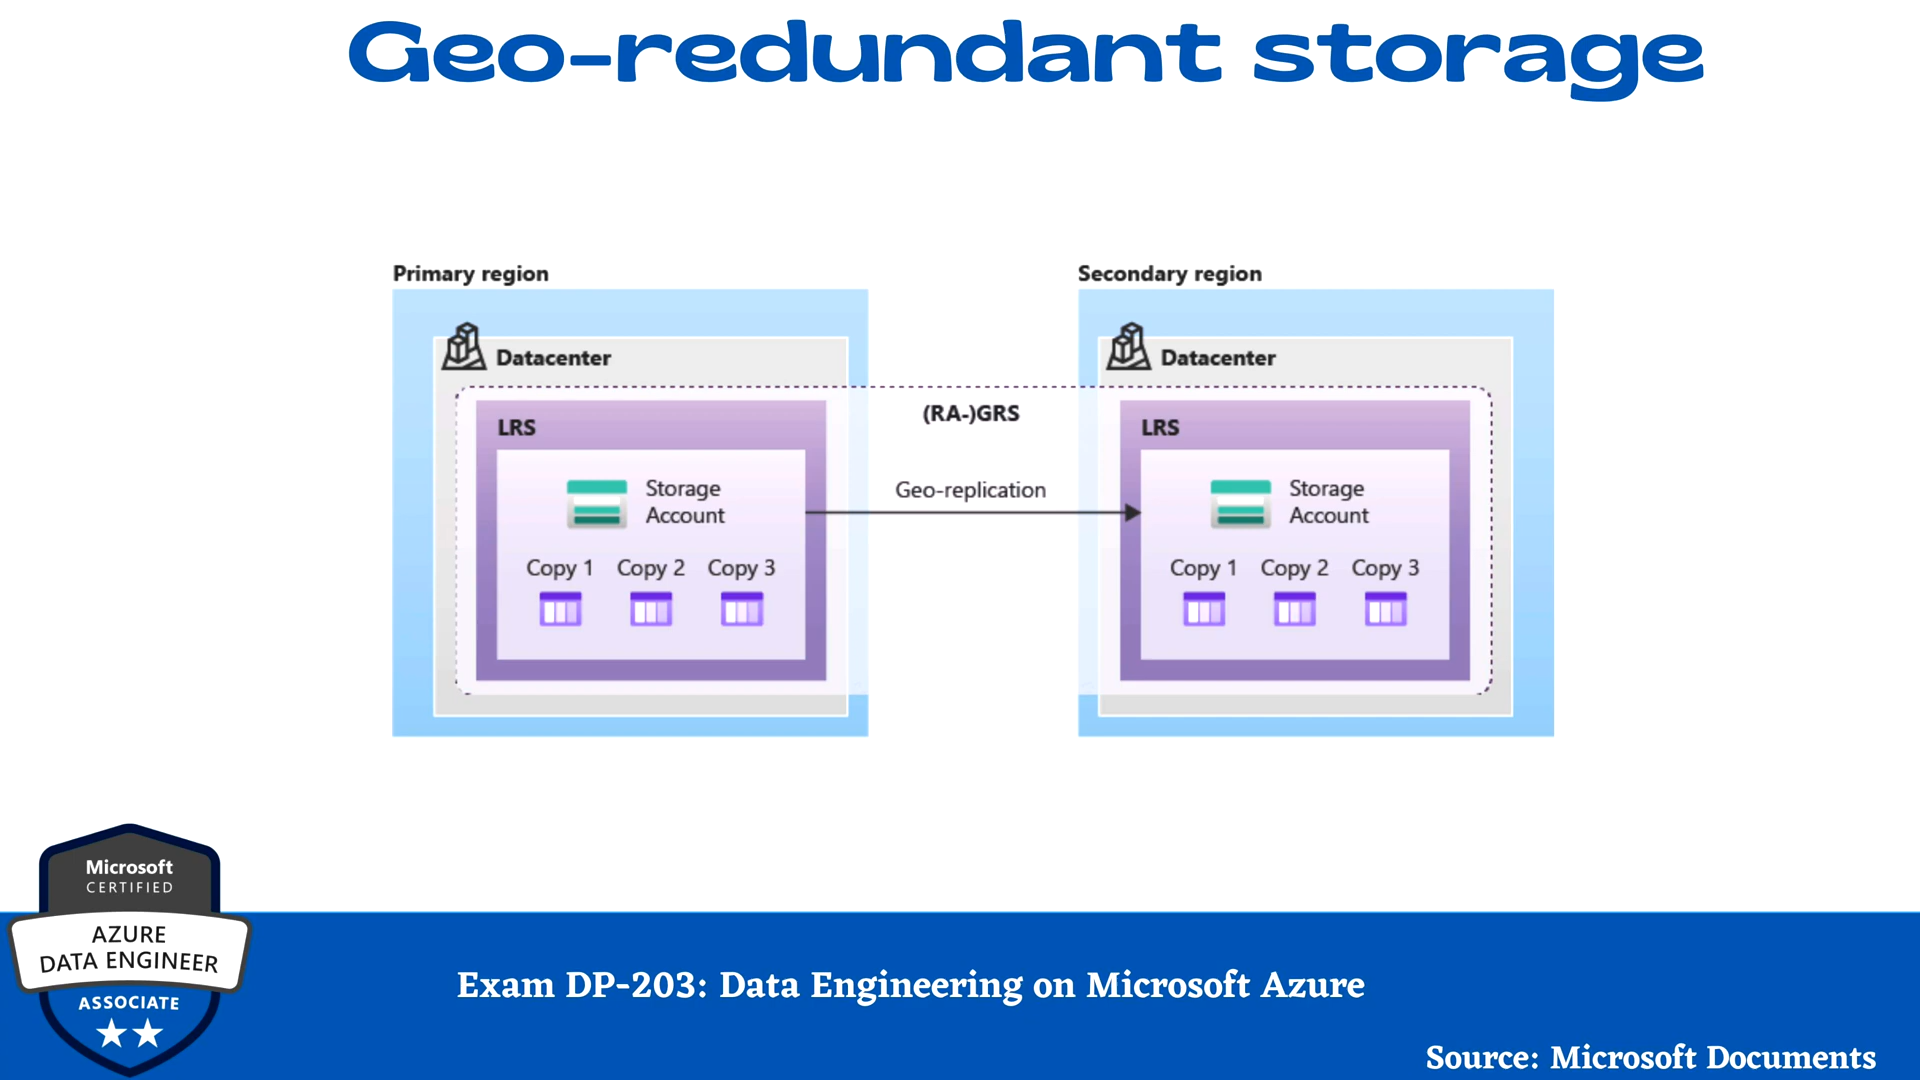 Geo-redundant storage
Primary region
Secondary region
Datacenter
Datacenter
(RA-)GRS
LRS
LRS
Storage
Account
Geo-replication
Storage
Account
Copy 1 Copy 2 Copy 3
Copy 1 Copy 2 Copy 3
Microsoft
CERTIFIED
AZURE
DATA ENGINEER
ASSOCIATE
Exam DP-203: Data Engineering on Microsoft Azure
Source: Microsoft Documents